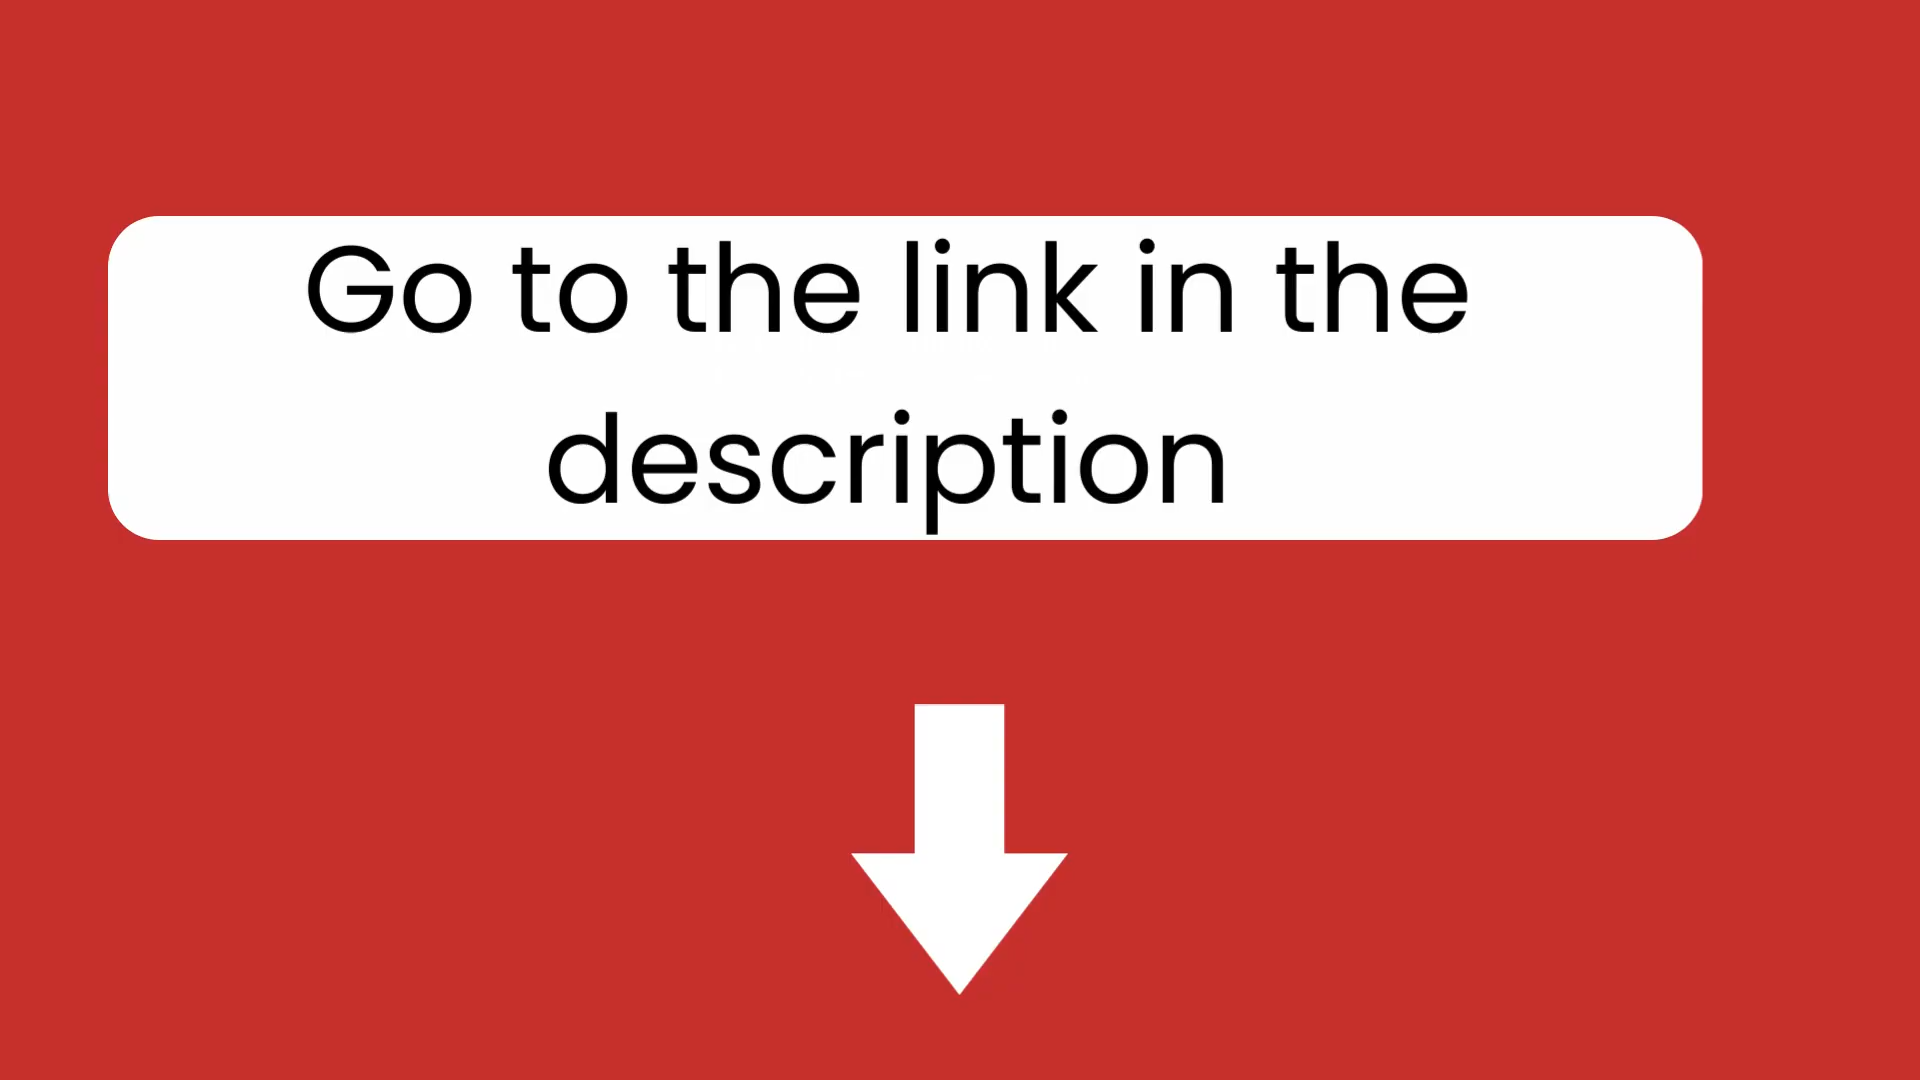 Go to the link in the
description